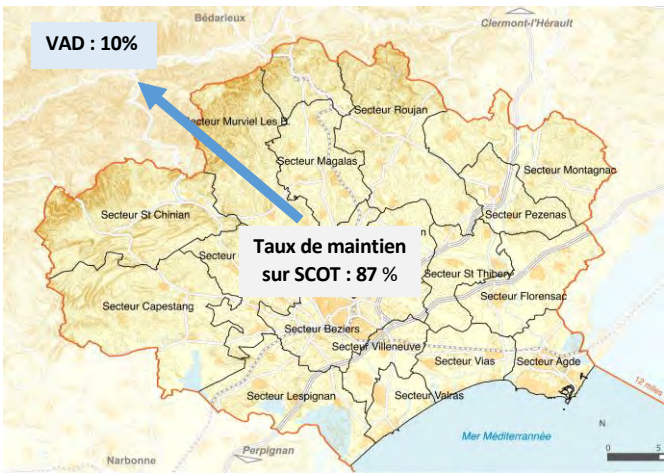 Bédarieux
Clermont-l'Hérault
VAD : 10%
Secteur Roujan
Secteur Murviel Les B.
Secteur Magalas
Secteur Montagnac
Secteur Pezenas
Secteur St Chinian
Taux de maintien
sur SCOT : 87 %
Secteur
Secteur St Thibery
Secteur Florensac
Secteur Capestang
Secteur Beziers
Secteur Villeneuve
Secteur Vias
Secteur Agde
12 miles
Secteur Lespignan
Secteur Valras
N
Mer Méditerrannée
Perpignan
Narbonne
0 5